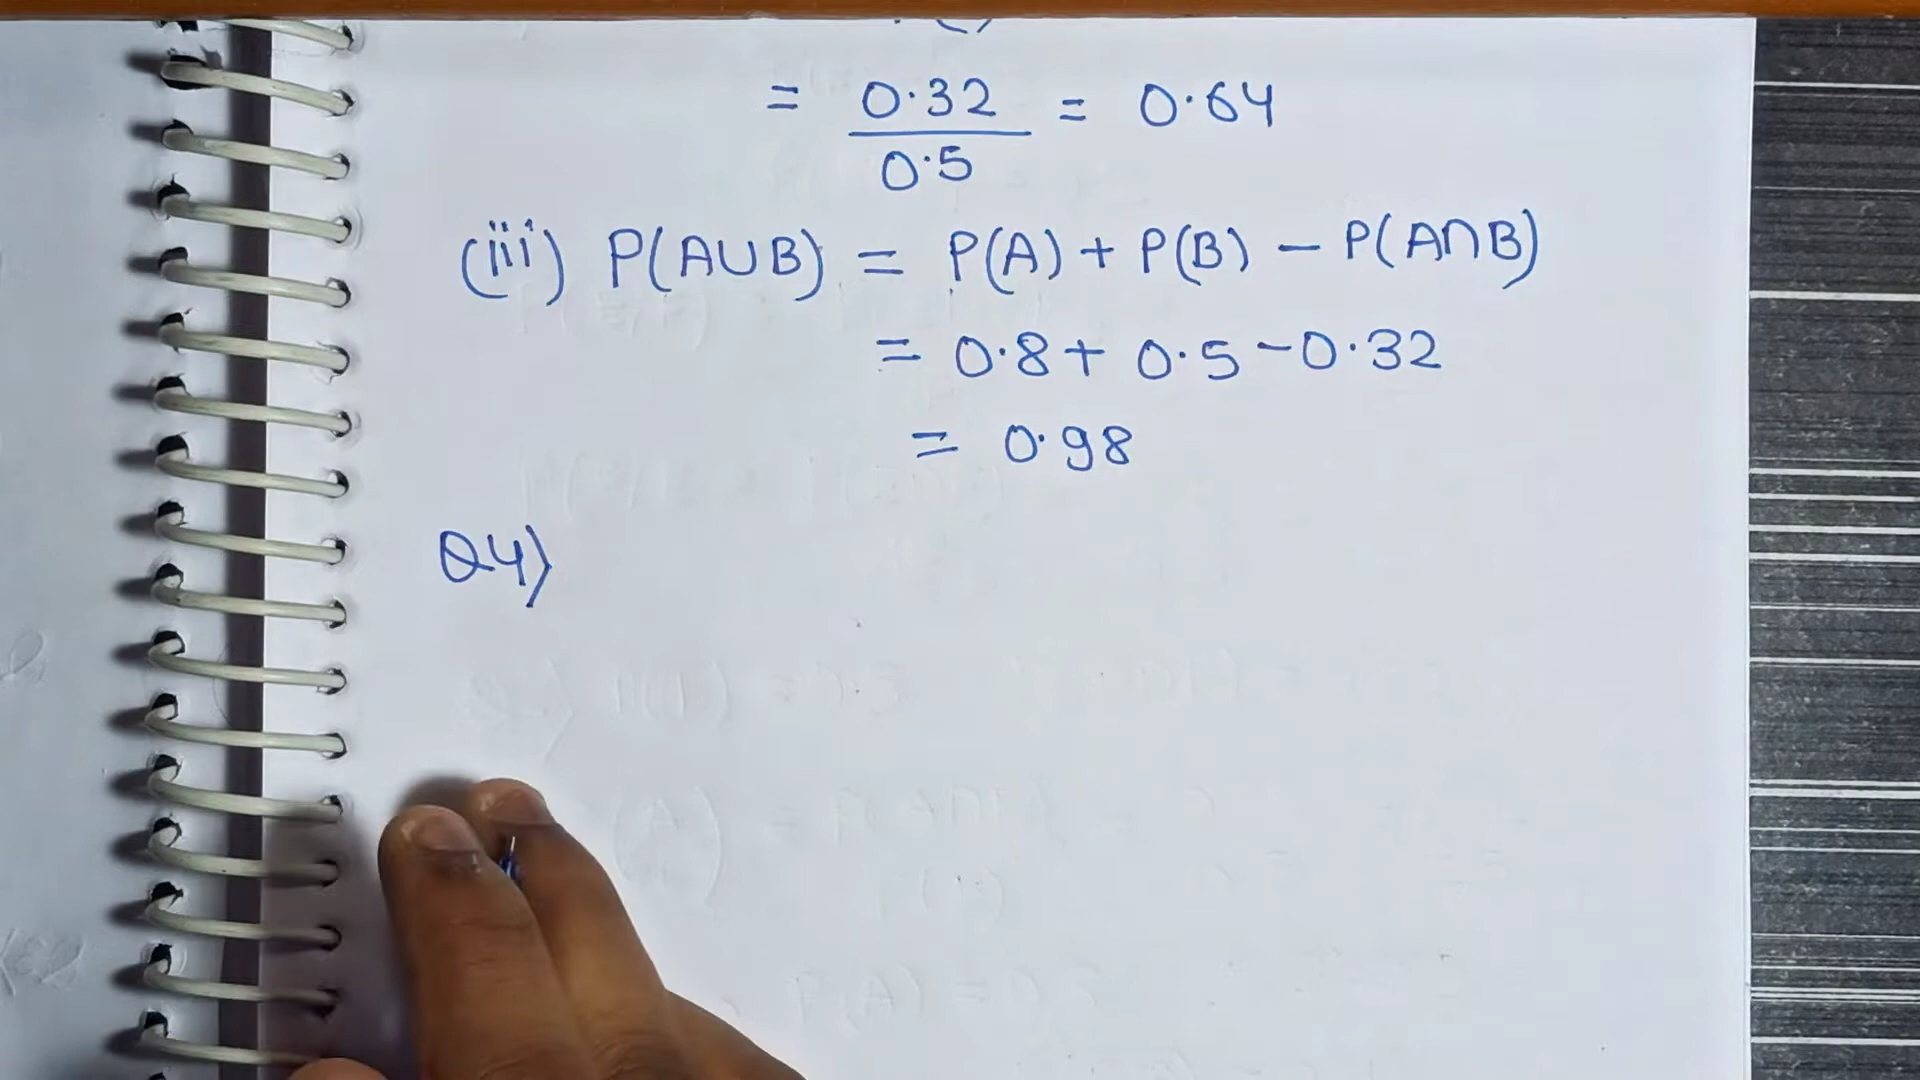 = 0.32/0.5 = 0.64
(iii) P(A∪B) = P(A) + P(B) − P(A∩B)
= 0.8 + 0.5 − 0.32
= 0.98
Q4)